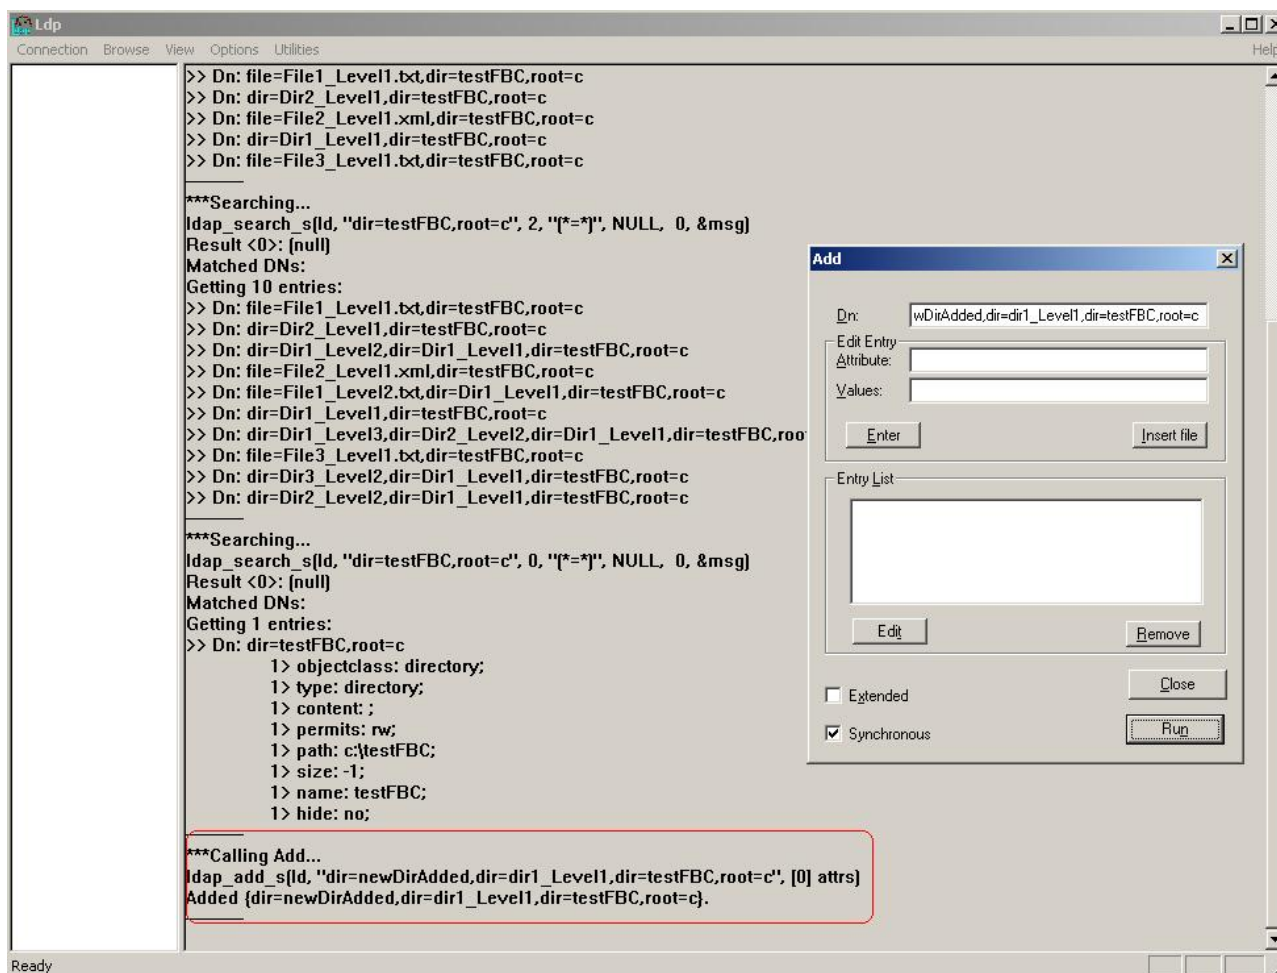 Ldp
Connection Browse View Options Utilities Help
>> Dn: file=File1_Level1.txt,dir=testFBC,root=c
>> Dn: dir=Dir2_Level1,dir=testFBC,root=c
>> Dn: file=File2_Level1.xml,dir=testFBC,root=c
>> Dn: dir=Dir1_Level1,dir=testFBC,root=c
>> Dn: file=File3_Level1.txt,dir=testFBC,root=c
***Searching...
ldap_search_s(ld, "dir=testFBC,root=c", 2, "(*=*)", NULL, 0, &msg)
Result <0>: (null)
Matched DNs:
Getting 10 entries:
>> Dn: file=File1_Level1.txt,dir=testFBC,root=c
>> Dn: dir=Dir2_Level1,dir=testFBC,root=c
>> Dn: dir=Dir1_Level2,dir=Dir1_Level1,dir=testFBC,root=c
>> Dn: file=File2_Level1.xml,dir=testFBC,root=c
>> Dn: file=File1_Level2.txt,dir=Dir1_Level1,dir=testFBC,root=c
>> Dn: dir=Dir1_Level1,dir=testFBC,root=c
>> Dn: dir=Dir1_Level3,dir=Dir2_Level2,dir=Dir1_Level1,dir=testFBC,roo
>> Dn: file=File3_Level1.txt,dir=testFBC,root=c
>> Dn: dir=Dir3_Level2,dir=Dir1_Level1,dir=testFBC,root=c
>> Dn: dir=Dir2_Level2,dir=Dir1_Level1,dir=testFBC,root=c
***Searching...
ldap_search_s(ld, "dir=testFBC,root=c", 0, "(*=*)", NULL, 0, &msg)
Result <0>: (null)
Matched DNs:
Getting 1 entries:
>> Dn: dir=testFBC,root=c
1> objectclass: directory;
1> type: directory;
1> content: ;
1> permits: rw;
1> path: c:\testFBC;
1> size: -1;
1> name: testFBC;
1> hide: no;
***Calling Add...
ldap_add_s(ld, "dir=newDirAdded,dir=dir1_Level1,dir=testFBC,root=c", [0] attrs)
Added {dir=newDirAdded,dir=dir1_Level1,dir=testFBC,root=c}.
Add
Dn: wDirAdded,dir=dir1_Level1,dir=testFBC,root=c
Edit Entry
Attribute:
Values:
Enter Insert file
Entry List
Edit Remove
Close
Extended
Run
Synchronous
Ready